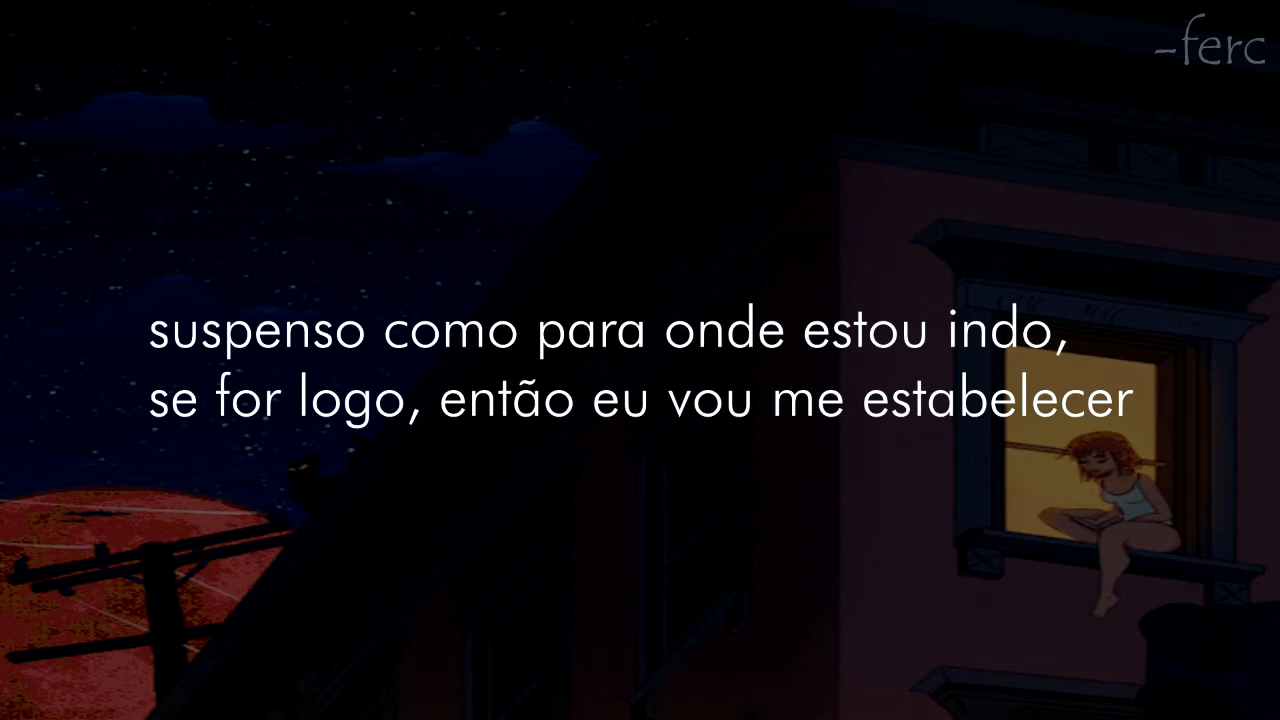 -ferc
suspenso como para onde estou indo,
se for logo, então eu vou me estabelecer